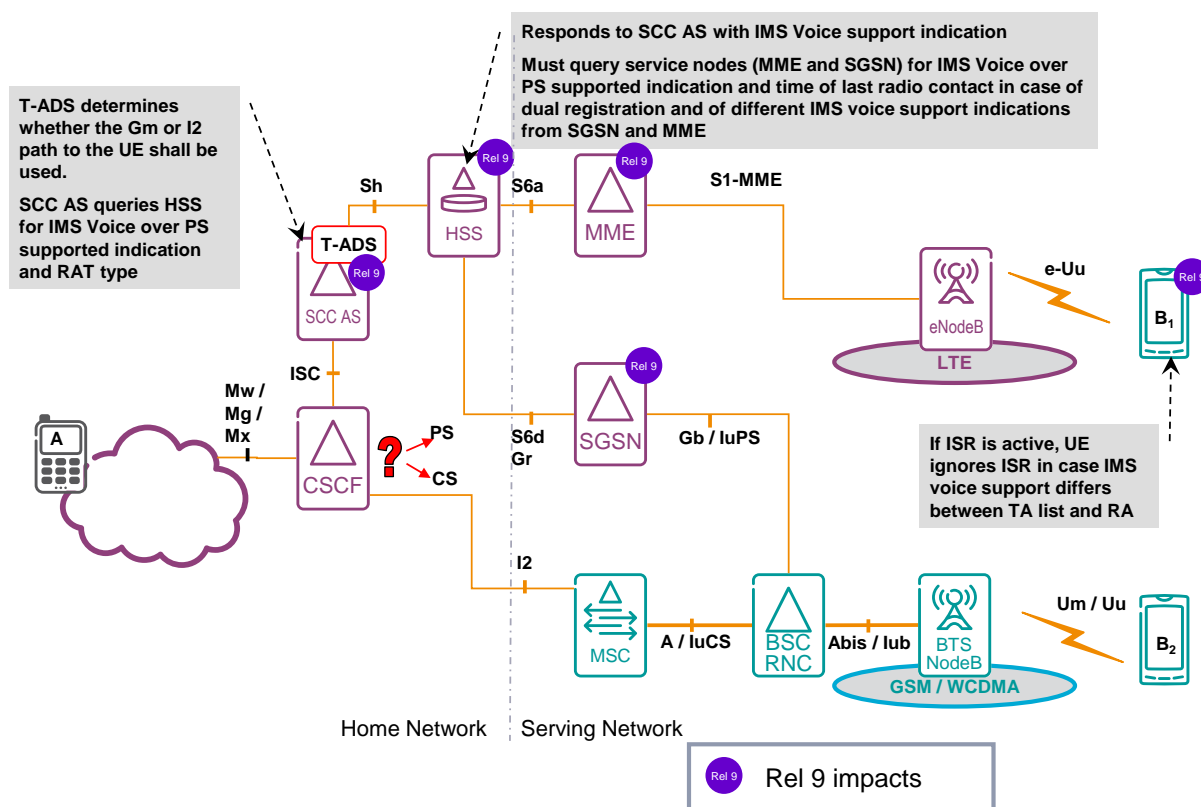 Responds to SCC AS with IMS Voice support indication
Must query service nodes (MME and SGSN) for IMS Voice over
PS supported indication and time of last radio contact in case of
dual registration and of different IMS voice support indications
from SGSN and MME
T-ADS determines
whether the Gm or I2
path to the UE shall be
used.
SCC AS queries HSS
for IMS Voice over PS
supported indication
and RAT type
Rel 9
Rel 9
Sh
S6a
S1-MME
HSS
MME
T-ADS
Rel 9
SCC AS
e-Uu
Rel 9
B1
eNodeB
LTE
ISC
Rel 9
Mw /
Mg /
Mx
A
CSCF
?
PS
CS
S6d
Gr
SGSN
Gb / IuPS
If ISR is active, UE
ignores ISR in case IMS
voice support differs
between TA list and RA
I2
MSC
A / IuCS
BSC
RNC
Abis / Iub
BTS
NodeB
GSM / WCDMA
Um / Uu
B2
Home Network
Serving Network
Rel 9
Rel 9 impacts